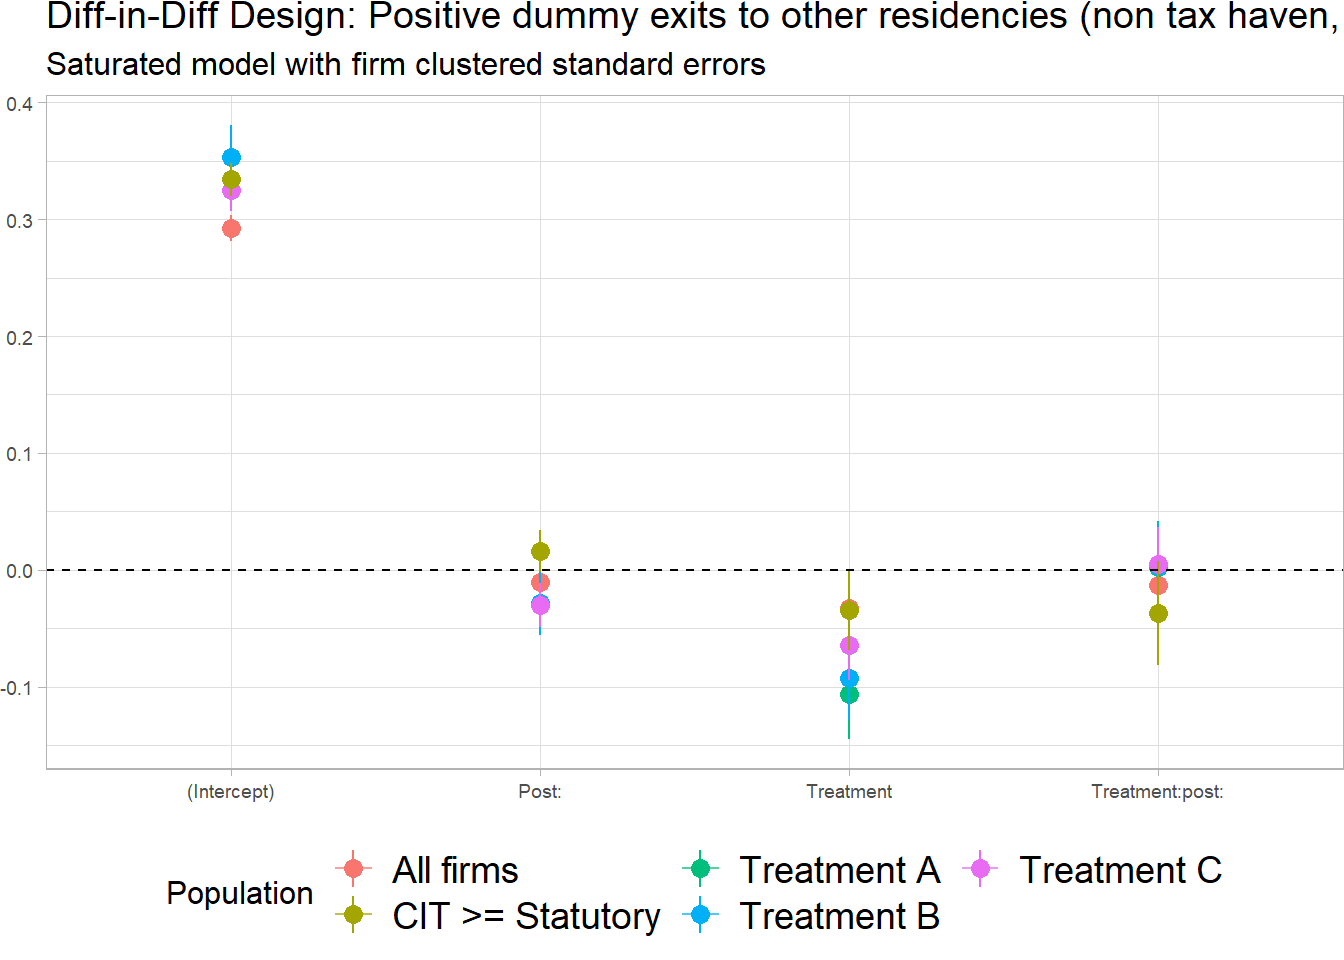 Diff-in-Diff Design: Positive dummy exits to other residencies (non tax haven,
Saturated model with firm clustered standard errors
0.4
0.3
0.2
0.1
0.0
-0.1
(Intercept) Post: Treatment Treatment:post:
Population
All firms Treatment A Treatment C
CIT >= Statutory Treatment B